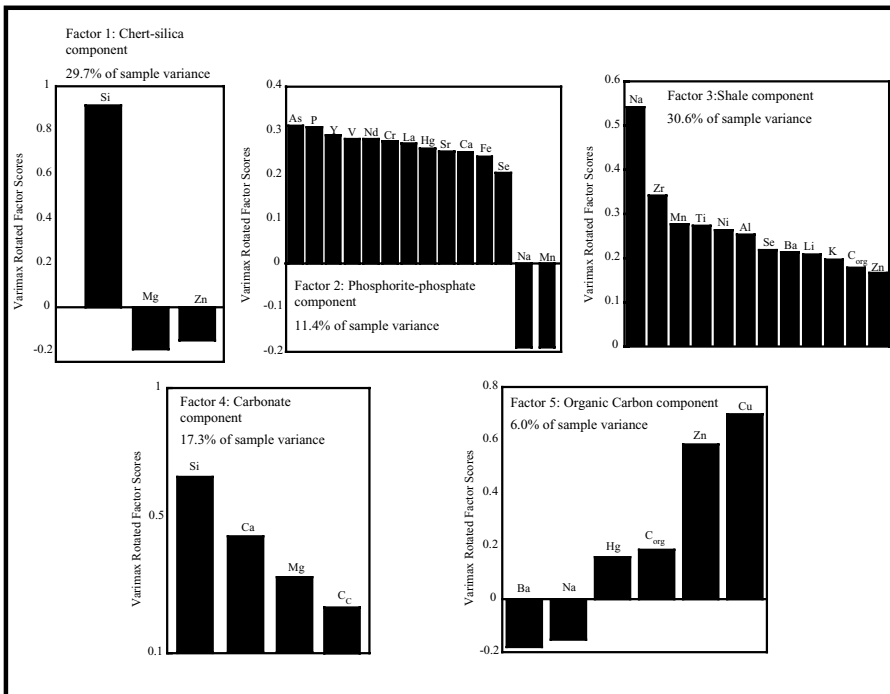 Factor 1: Chert-silica
component
29.7% of sample variance
Varimax Rotated Factor Scores
1
0.8
0.6
0.4
0.2
0
-0.2
Si
Mg
Zn
Varimax Rotated Factor Scores
0.4
0.3
0.2
0.1
0
-0.1
-0.2
As P Y V Nd Cr La Hg Sr Ca Fe Se
Na Mn
Factor 2: Phosphorite-phosphate
component
11.4% of sample variance
Varimax Rotated Factor Scores
0.6
0.5
0.4
0.3
0.2
0.1
0
Factor 3:Shale component
30.6% of sample variance
Na Zr Mn Ti Ni Al Se Ba Li K Corg Zn
Varimax Rotated Factor Scores
1
0.5
0.1
Factor 4: Carbonate
component
17.3% of sample variance
Si
Ca
Mg
CC
Varimax Rotated Factor Scores
0.8
0.6
0.4
0.2
0
-0.2
Factor 5: Organic Carbon component
6.0% of sample variance
Ba Na Hg Corg Zn Cu